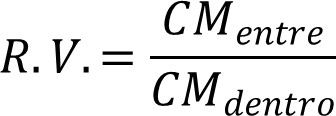 R.V. = CM_entre / CM_dentro